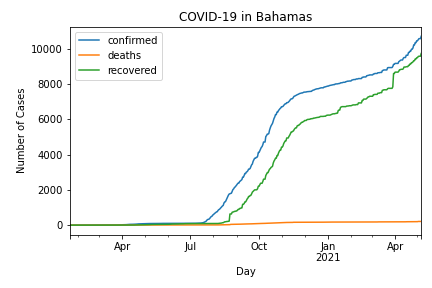 COVID-19 in Bahamas
confirmed
deaths
recovered
Number of Cases
10000
8000
6000
4000
2000
0
Apr
Jul
Oct
Jan
2021
Apr
Day